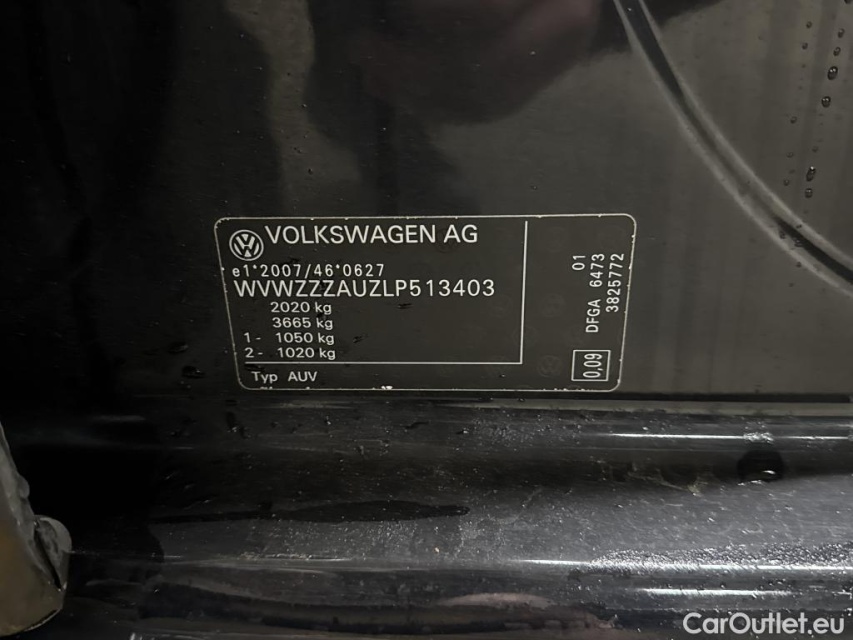 VOLKSWAGEN AG
e1*2007/46*0627
WVWZZZAUZLP513403
2020 kg
3665 kg
1- 1050 kg
2- 1020 kg
Typ AUV
01
DFGA 6473
3825772
0.09
CarOutlet.eu